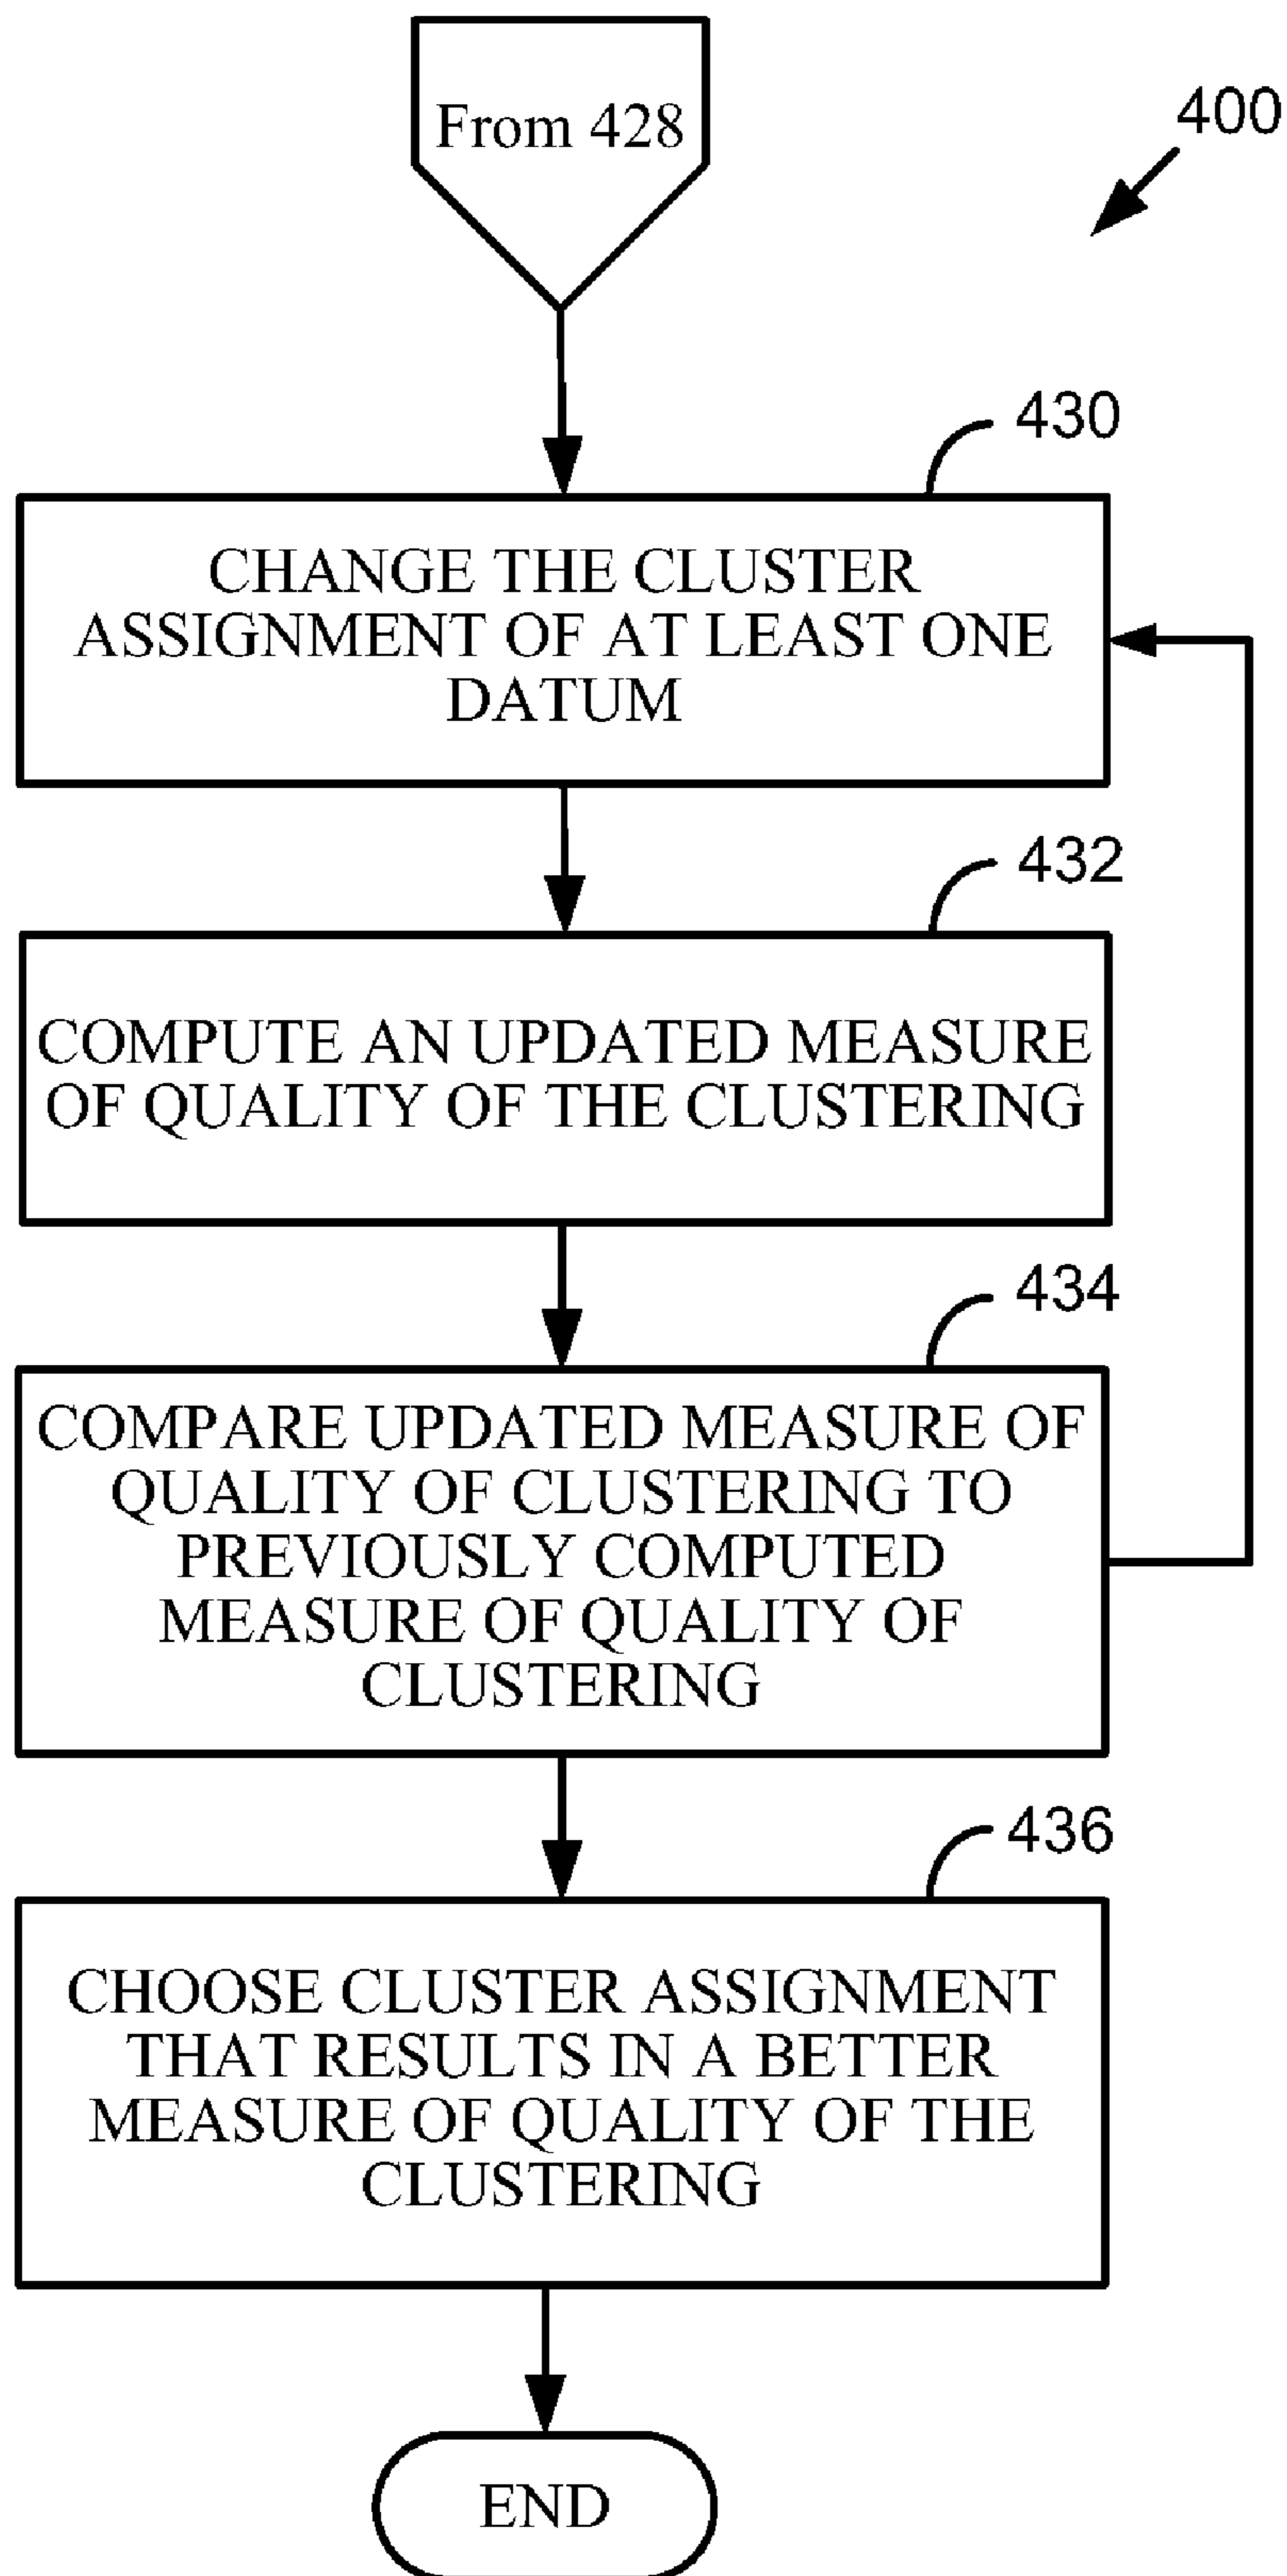 From 428
400
430
CHANGE THE CLUSTER
ASSIGNMENT OF AT LEAST ONE
DATUM
432
COMPUTE AN UPDATED MEASURE
OF QUALITY OF THE CLUSTERING
434
COMPARE UPDATED MEASURE OF
QUALITY OF CLUSTERING TO
PREVIOUSLY COMPUTED
MEASURE OF QUALITY OF
CLUSTERING
436
CHOOSE CLUSTER ASSIGNMENT
THAT RESULTS IN A BETTER
MEASURE OF QUALITY OF THE
CLUSTERING
END